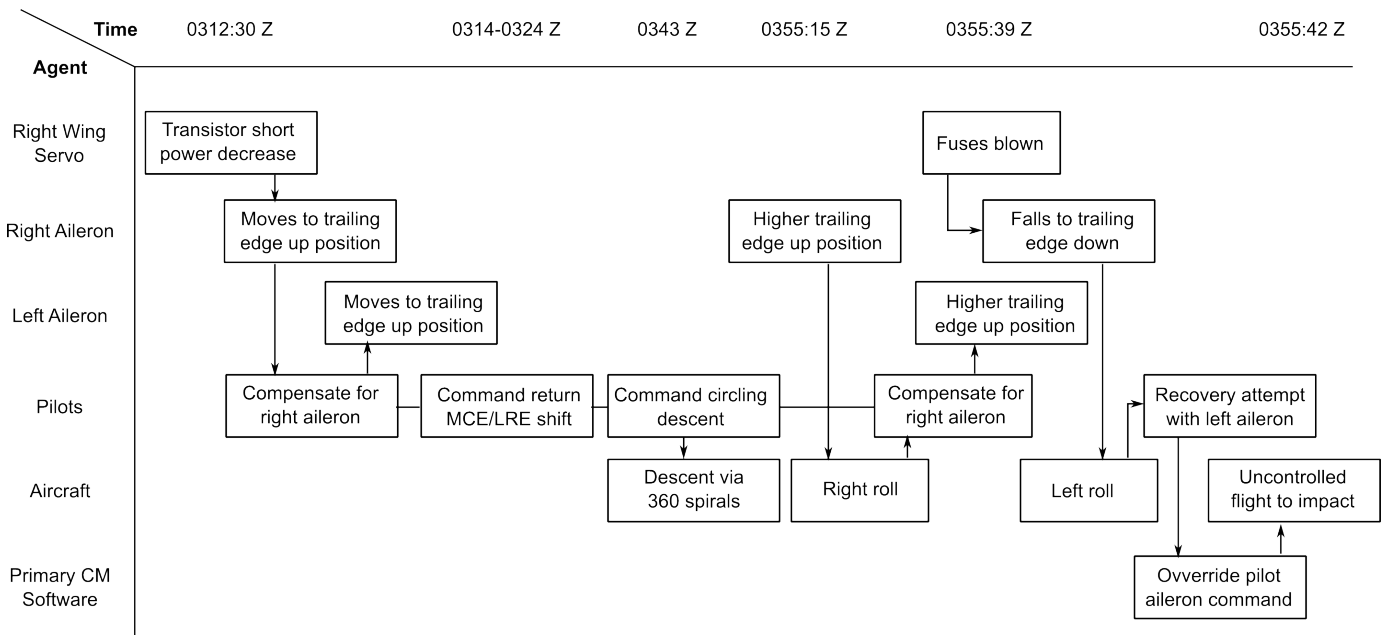 Time
0312:30 Z
0314-0324 Z
0343 Z
0355:15 Z
0355:39 Z
0355:42 Z
Agent
Right Wing
Servo
Transistor short
power decrease
Fuses blown
Right Aileron
Moves to trailing
edge up position
Higher trailing
edge up position
Falls to trailing
edge down
Left Aileron
Moves to trailing
edge up position
Higher trailing
edge up position
Pilots
Compensate for
right aileron
Command return
MCE/LRE shift
Command circling
descent
Compensate for
right aileron
Recovery attempt
with left aileron
Aircraft
Descent via
360 spirals
Right roll
Left roll
Uncontrolled
flight to impact
Primary CM
Software
Ovverride pilot
aileron command